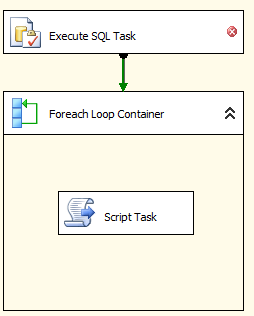 Execute SQL Task
Foreach Loop Container
Script Task